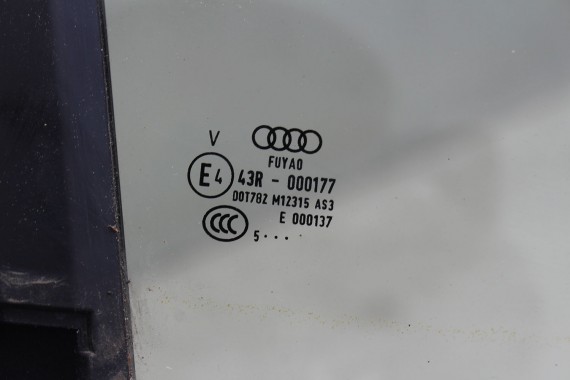 V
FUYAO
E4 43R - 000177
DOT782 M12315 AS3
E 000137
CCC
5····